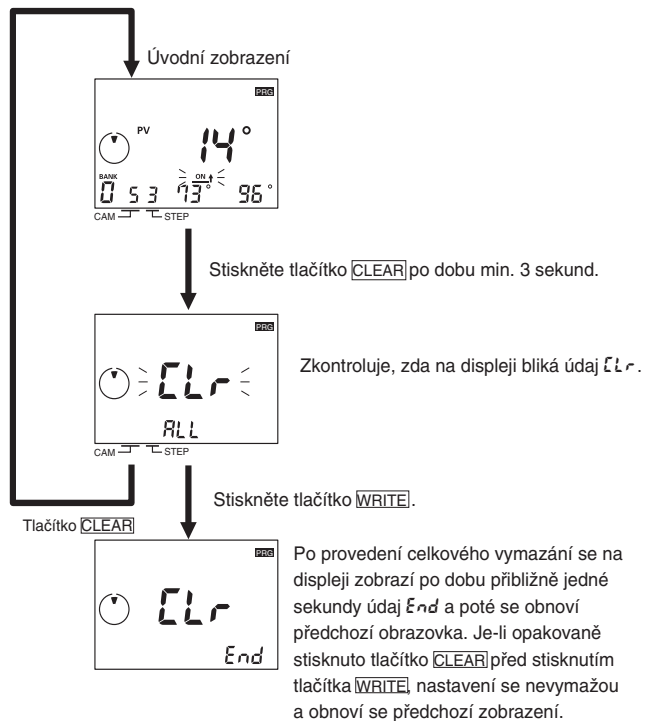 Úvodní zobrazení
PRG
PV
14°
BANK
ON
0 53 73° 96°
CAM STEP
Stiskněte tlačítko CLEAR po dobu min. 3 sekund.
PRG
CLr
Zkontroluje, zda na displeji bliká údaj CLr.
ALL
CAM STEP
Stiskněte tlačítko WRITE.
Tlačítko CLEAR
PRG
CLr
End
Po provedení celkového vymazání se na
displeji zobrazí po dobu přibližně jedné
sekundy údaj End a poté se obnoví
předchozí obrazovka. Je-li opakovaně
stisknuto tlačítko CLEAR před stisknutím
tlačítka WRITE, nastavení se nevymažou
a obnoví se předchozí zobrazení.